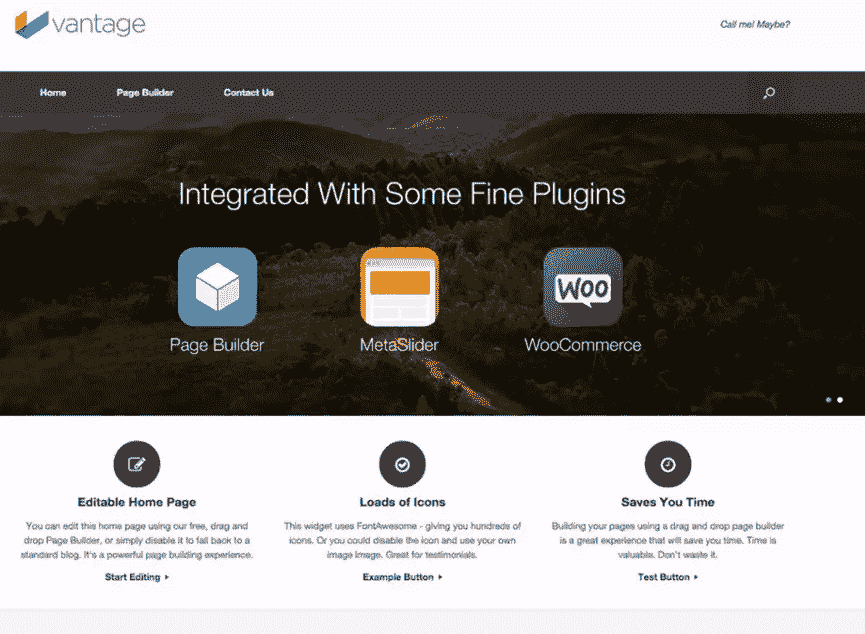 vantage
Call me! Maybe?
Home Page Builder Contact Us
Integrated With Some Fine Plugins
WOO
Page Builder MetaSlider WooCommerce
Editable Home Page
You can edit this home page using our free, drag and
drop Page Builder, or simply disable it to fall back to a
standard blog. It's a powerful page building experience.
Start Editing
Loads of Icons
This widget uses FontAwesome - giving you hundreds of
icons. Or you could disable the icon and use your own
image image. Great for testimonials.
Example Button
Saves You Time
Building your pages using a drag and drop page builder
is a great experience that will save you time. Time is
valuable. Don't waste it.
Test Button